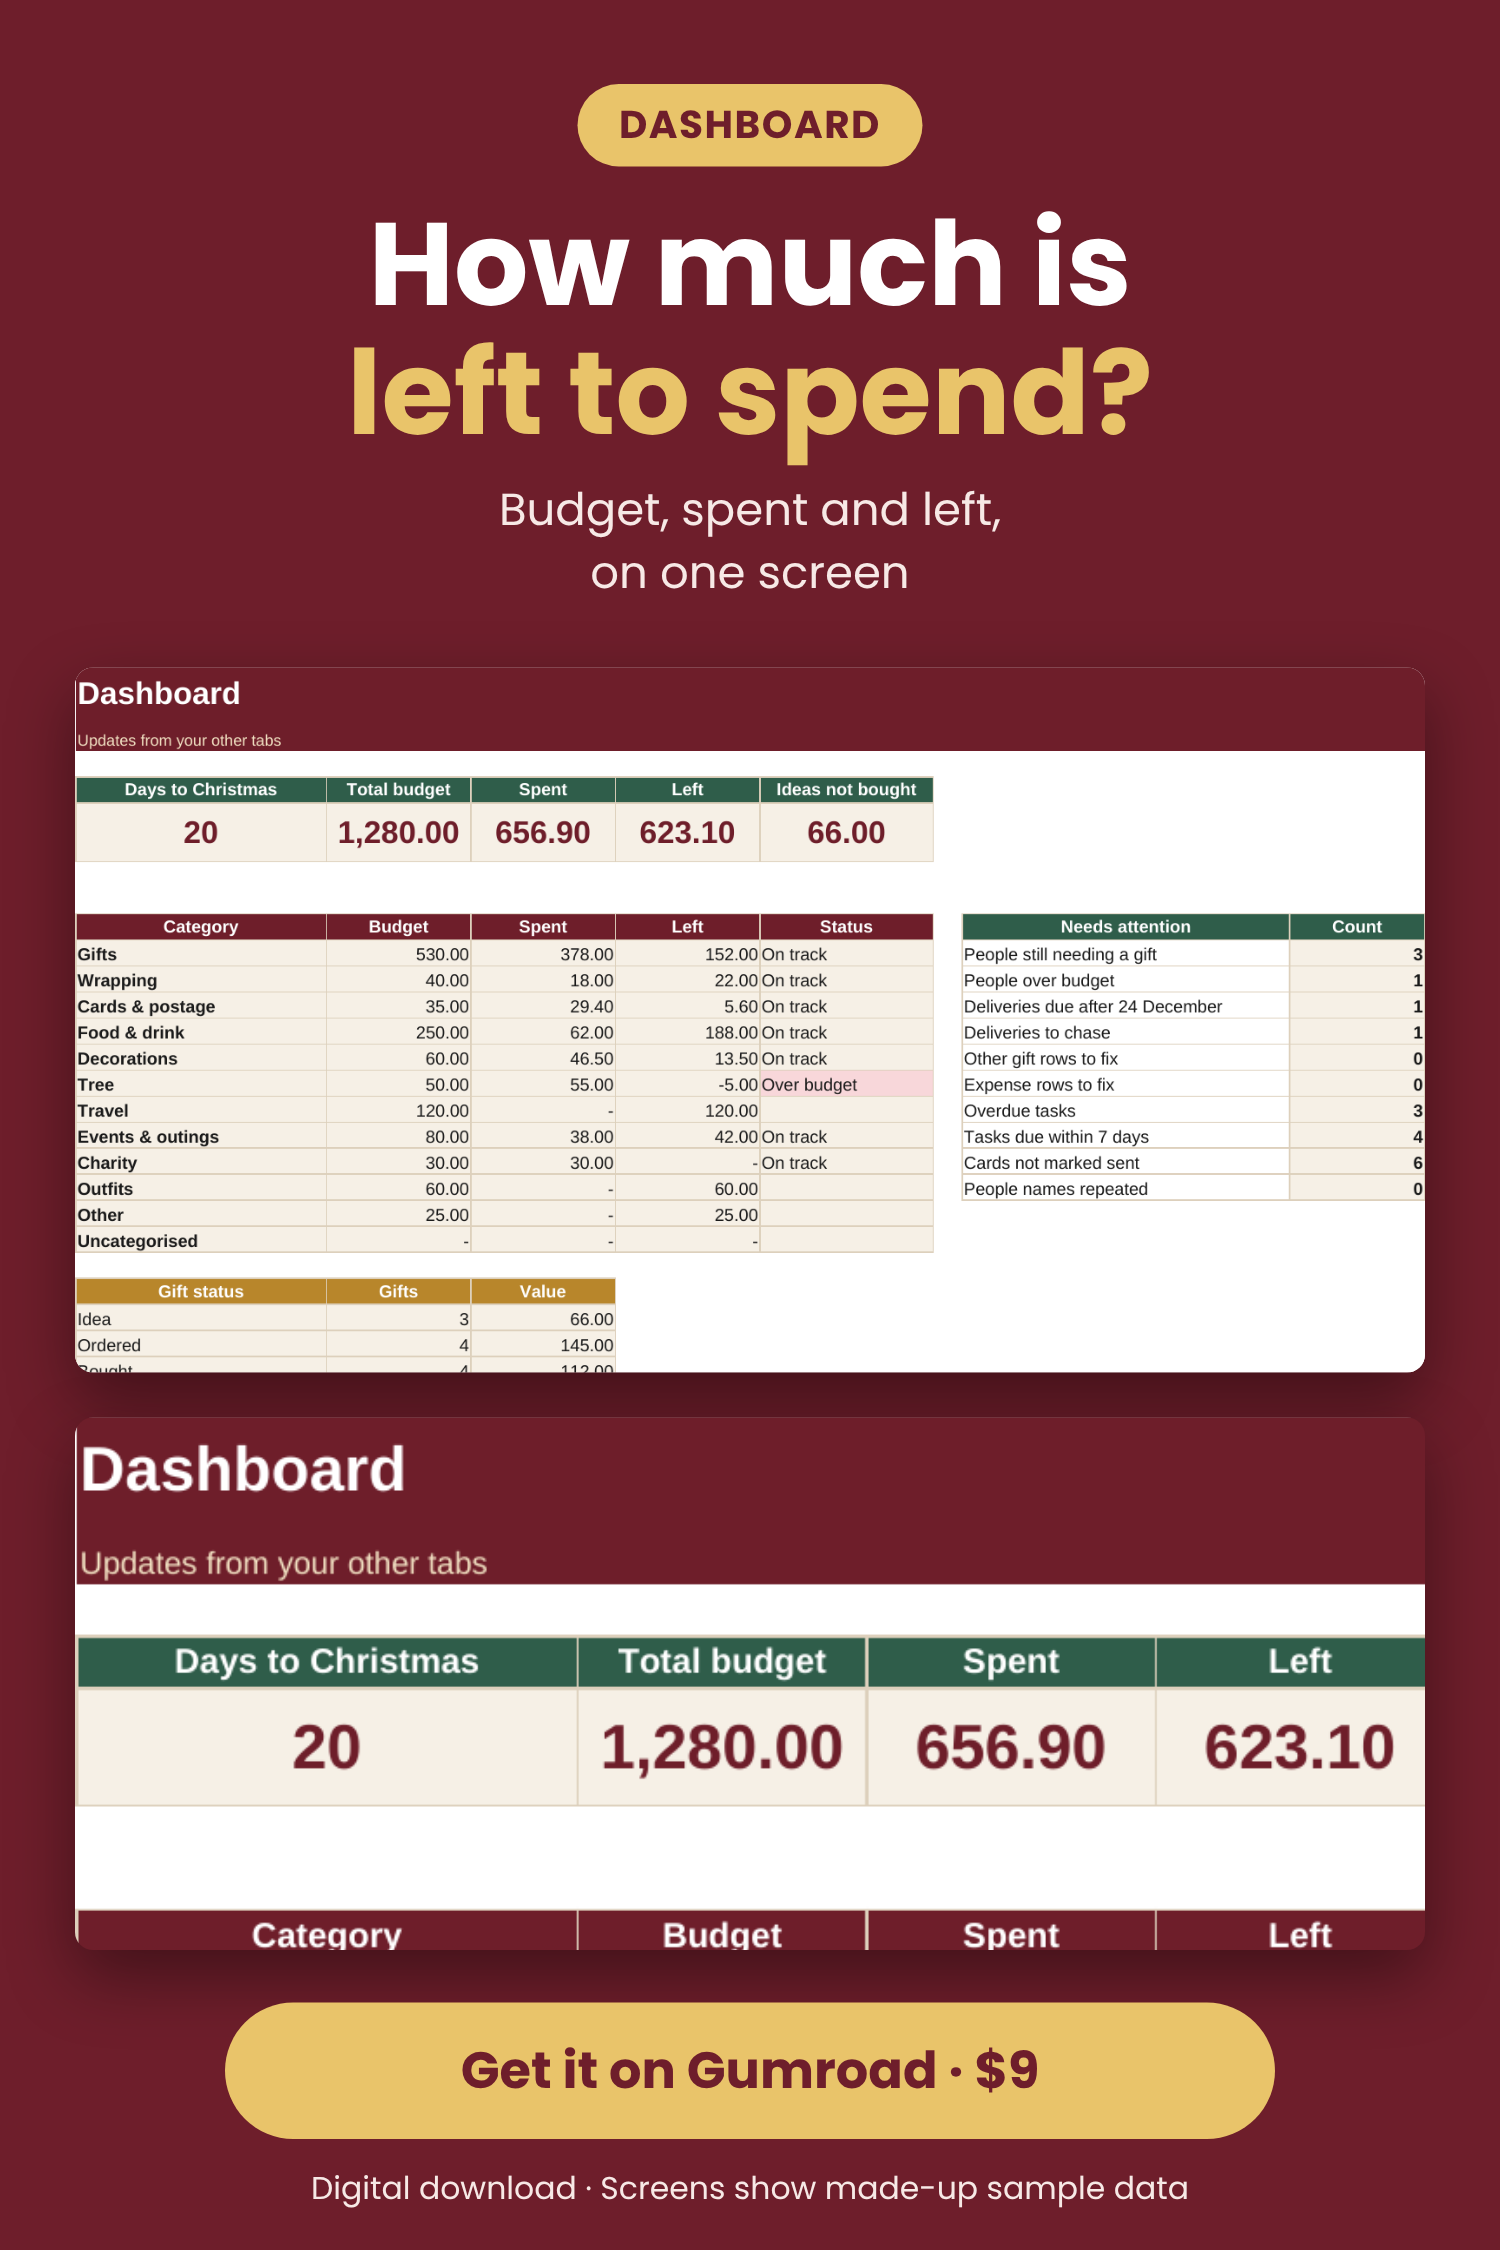 DASHBOARD
How much is
left to spend?
Budget, spent and left,
on one screen
Dashboard
Updates from your other tabs
Days to Christmas Total budget Spent Left Ideas not bought
20 1,280.00 656.90 623.10 66.00
Category Budget Spent Left Status Needs attention Count
Gifts 530.00 378.00 152.00 On track People still needing a gift 3
Wrapping 40.00 18.00 22.00 On track People over budget 1
Cards & postage 35.00 29.40 5.60 On track Deliveries due after 24 December 1
Food & drink 250.00 62.00 188.00 On track Deliveries to chase 1
Decorations 60.00 46.50 13.50 On track Other gift rows to fix 0
Tree 50.00 55.00 -5.00 Over budget Expense rows to fix 0
Travel 120.00 - 120.00 Overdue tasks 3
Events & outings 80.00 38.00 42.00 On track Tasks due within 7 days 4
Charity 30.00 30.00 - On track Cards not marked sent 6
Outfits 60.00 - 60.00 People names repeated 0
Other 25.00 - 25.00
Uncategorised - - -
Gift status Gifts Value
Idea 3 66.00
Ordered 4 145.00
Bought 4 112.00
Dashboard
Updates from your other tabs
Days to Christmas Total budget Spent Left
20 1,280.00 656.90 623.10
Category Budget Spent Left
Get it on Gumroad · $9
Digital download · Screens show made-up sample data